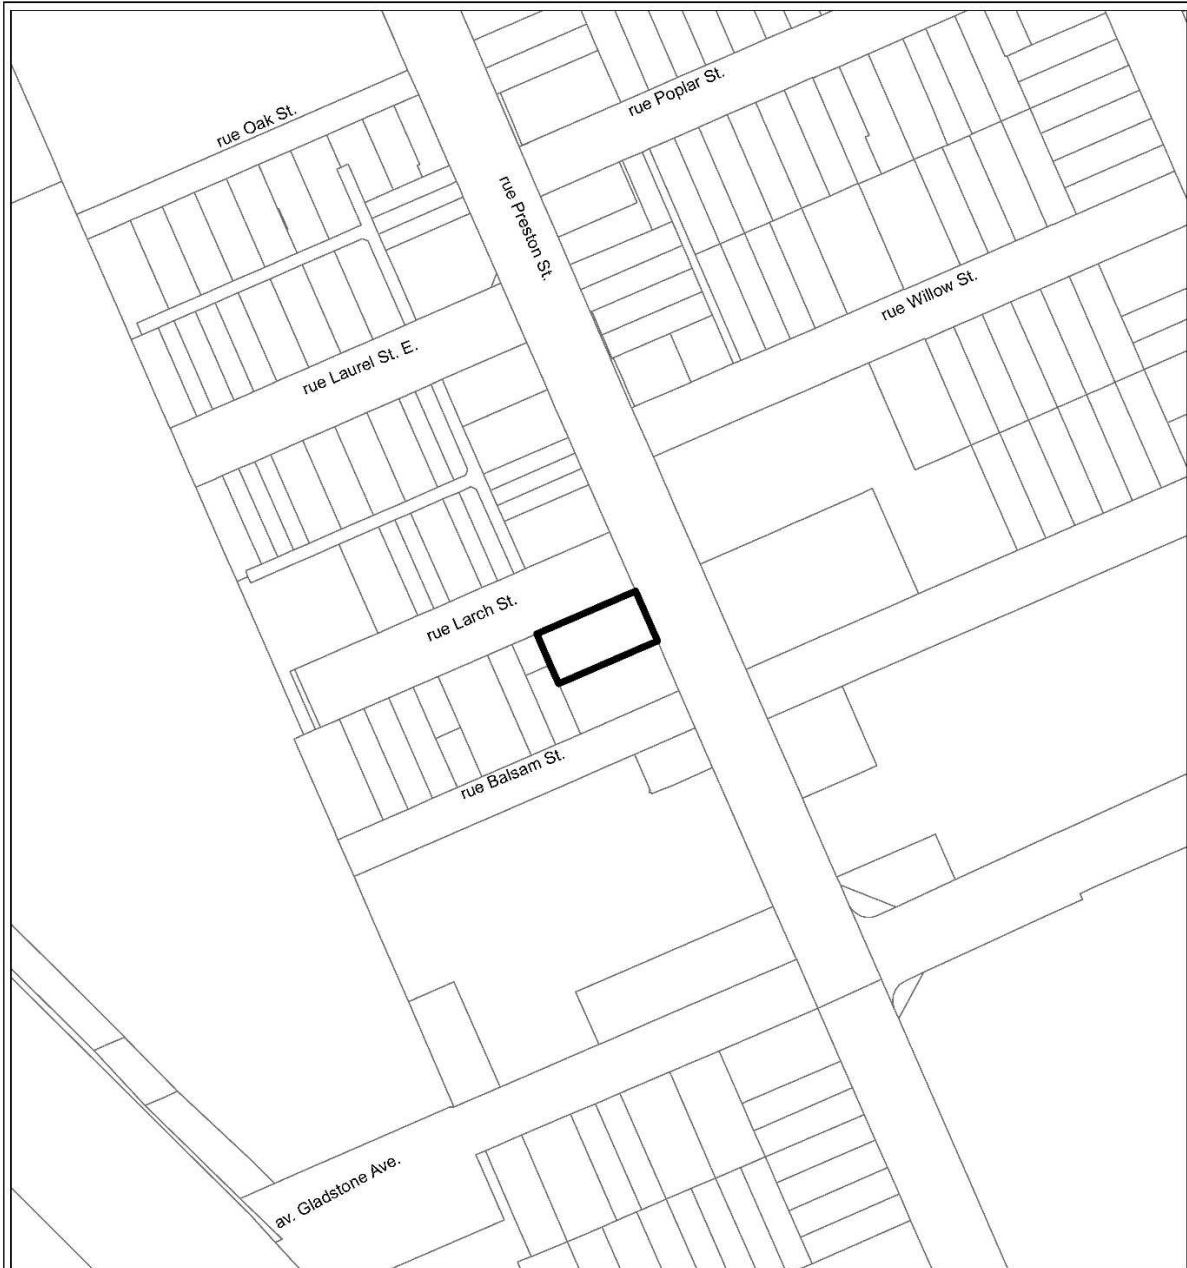 rue Poplar St.
rue Oak St.
rue Preston St.
rue Willow St.
rue Laurel St. E.
rue Larch St.
rue Balsam St.
av. Gladstone Ave.